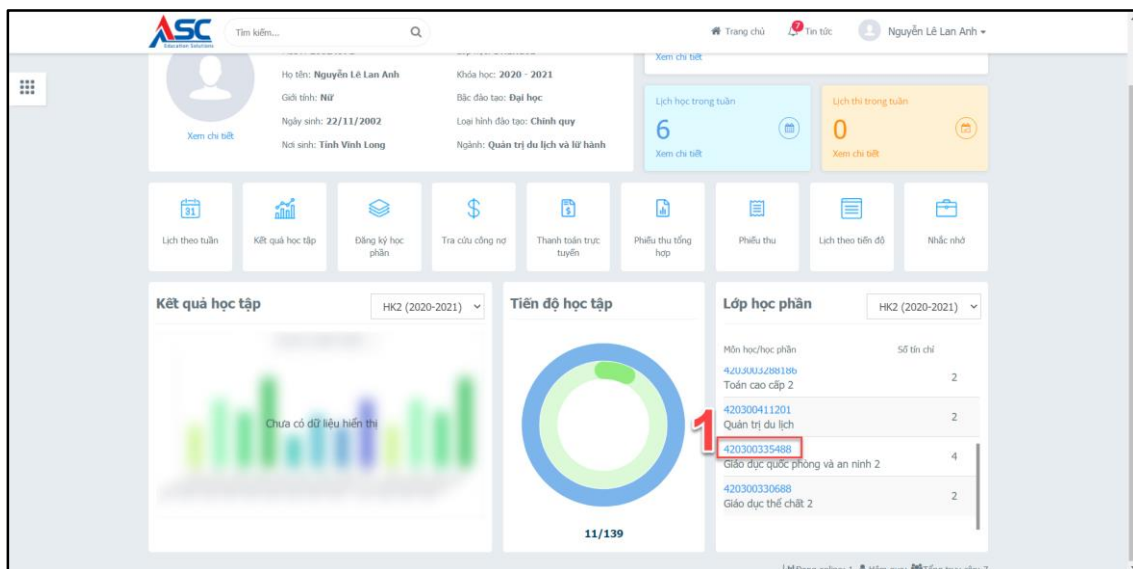 ASC
Education Solutions
Tìm kiếm...
Trang chủ
7
Tin tức
Nguyễn Lê Lan Anh
Xem chi tiết
Họ tên: Nguyễn Lê Lan Anh
Khóa học: 2020 - 2021
Giới tính: Nữ
Bậc đào tạo: Đại học
Ngày sinh: 22/11/2002
Loại hình đào tạo: Chính quy
Nơi sinh: Tỉnh Vĩnh Long
Ngành: Quản trị du lịch và lữ hành
Xem chi tiết
Lịch học trong tuần
6
Xem chi tiết
Lịch thi trong tuần
0
Xem chi tiết
31
Lịch theo tuần
Kết quả học tập
Đăng ký học
phần
Tra cứu công nợ
Thanh toán trực
tuyến
Phiếu thu tổng
hợp
Phiếu thu
Lịch theo tiến độ
Nhắc nhở
Kết quả học tập
HK2 (2020-2021)
Chưa có dữ liệu hiển thị
Tiến độ học tập
11/139
Lớp học phần
HK2 (2020-2021)
Môn học/học phần
Số tín chỉ
4203003288186
Toán cao cấp 2
2
420300411201
Quản trị du lịch
2
1
420300335488
Giáo dục quốc phòng và an ninh 2
4
420300330688
Giáo dục thể chất 2
2